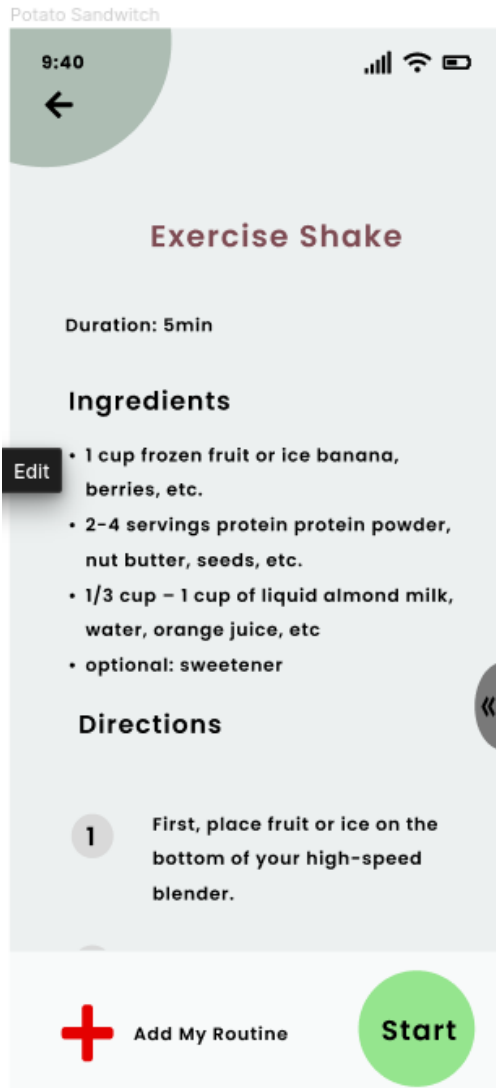 Potato Sandwitch
9:40
Exercise Shake
Duration: 5min
Ingredients
• 1 cup frozen fruit or ice banana,
berries, etc.
Edit
• 2-4 servings protein protein powder,
nut butter, seeds, etc.
• 1/3 cup – 1 cup of liquid almond milk,
water, orange juice, etc
• optional: sweetener
«
Directions
1
First, place fruit or ice on the
bottom of your high-speed
blender.
Add My Routine
Start